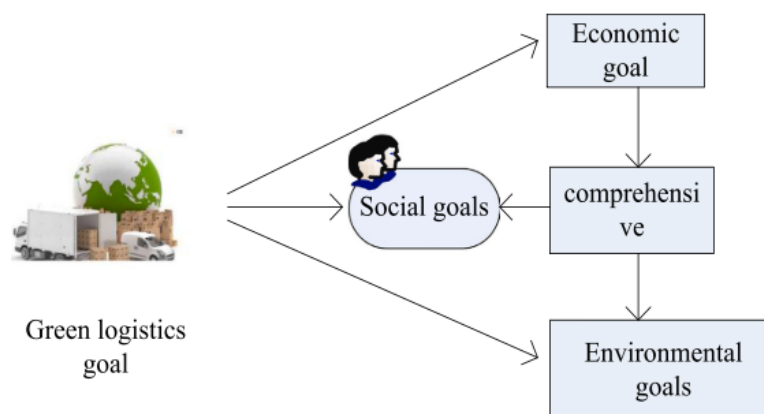 Economic
goal
Social goals
comprehensi
ve
Green logistics
goal
Environmental
goals